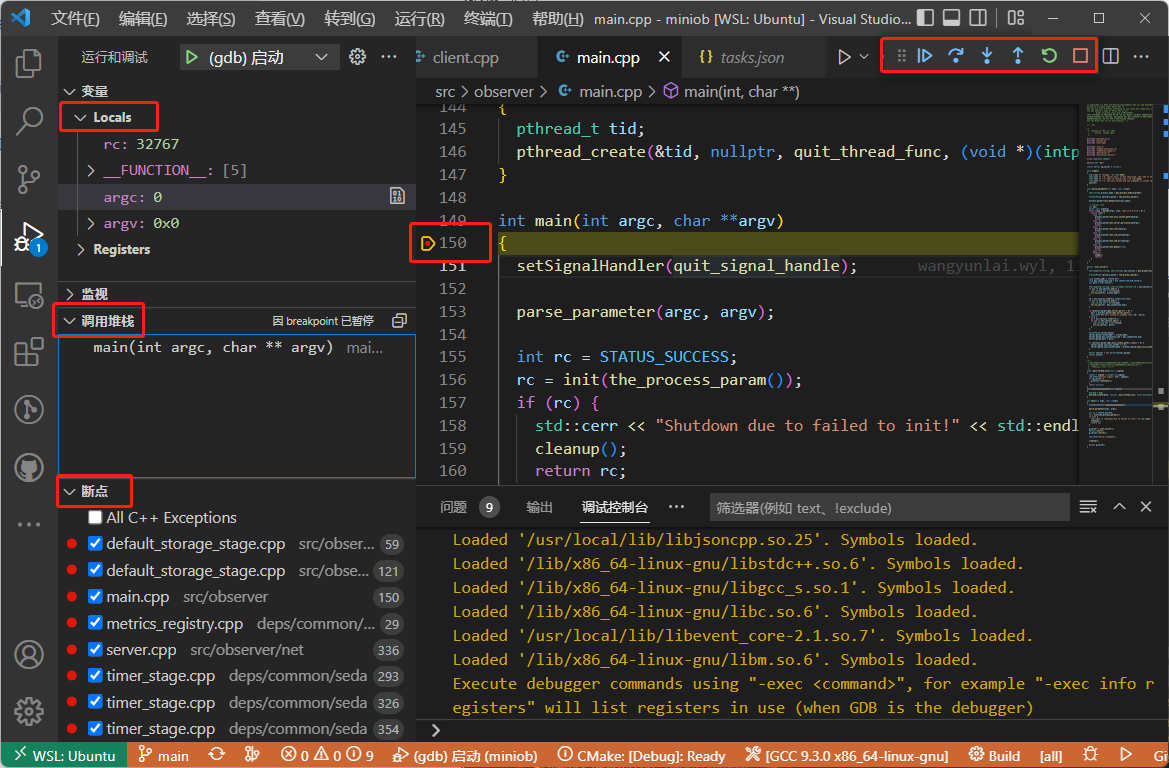 文件(F) 编辑(E) 选择(S) 查看(V) 转到(G) 运行(R) 终端(T) 帮助(H) main.cpp - miniob [WSL: Ubuntu] - Visual Studio...
运行和调试 (gdb) 启动
client.cpp main.cpp tasks.json
src > observer > main.cpp > main(int, char **)
变量
Locals
rc: 32767
__FUNCTION__: [5]
argc: 0
argv: 0x0
Registers
监视
调用堆栈 因 breakpoint 已暂停
main(int argc, char ** argv) mai...
断点
All C++ Exceptions
default_storage_stage.cpp src/obser... 59
default_storage_stage.cpp src/obse... 121
main.cpp src/observer 150
metrics_registry.cpp deps/common/... 29
server.cpp src/observer/net 336
timer_stage.cpp deps/common/seda 293
timer_stage.cpp deps/common/seda 326
timer_stage.cpp deps/common/seda 354
1
144 {
145 pthread_t tid;
146 pthread_create(&tid, nullptr, quit_thread_func, (void *)(intp
147 }
148
149 int main(int argc, char **argv)
150 {
151 setSignalHandler(quit_signal_handle); wangyunlai.wyl, 1
152
153 parse_parameter(argc, argv);
154
155 int rc = STATUS_SUCCESS;
156 rc = init(the_process_param());
157 if (rc) {
158 std::cerr << "Shutdown due to failed to init!" << std::endl
159 cleanup();
160 return rc;
问题 9 输出 调试控制台 ... 筛选器(例如 text、!exclude)
Loaded '/usr/local/lib/libjsoncpp.so.25'. Symbols loaded.
Loaded '/lib/x86_64-linux-gnu/libstdc++.so.6'. Symbols loaded.
Loaded '/lib/x86_64-linux-gnu/libgcc_s.so.1'. Symbols loaded.
Loaded '/lib/x86_64-linux-gnu/libc.so.6'. Symbols loaded.
Loaded '/usr/local/lib/libevent_core-2.1.so.7'. Symbols loaded.
Loaded '/lib/x86_64-linux-gnu/libm.so.6'. Symbols loaded.
Execute debugger commands using "-exec <command>", for example "-exec info r
egisters" will list registers in use (when GDB is the debugger)
WSL: Ubuntu main 0 0 9 (gdb) 启动 (miniob) CMake: [Debug]: Ready [GCC 9.3.0 x86_64-linux-gnu] Build [all] Gi